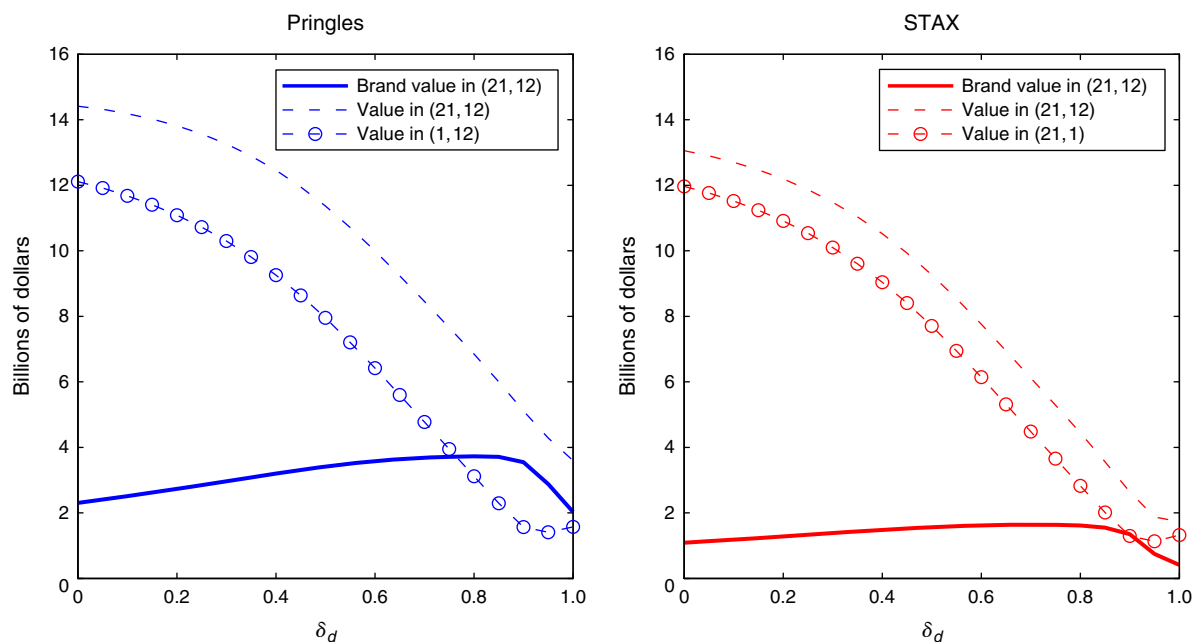 Pringles
16
14
12
10
8
6
4
2
0
Billions of dollars
Brand value in (21, 12)
Value in (21, 12)
Value in (1, 12)
0 0.2 0.4 0.6 0.8 1.0
δd
STAX
16
14
12
10
8
6
4
2
0
Billions of dollars
Brand value in (21, 12)
Value in (21, 12)
Value in (21, 1)
0 0.2 0.4 0.6 0.8 1.0
δd